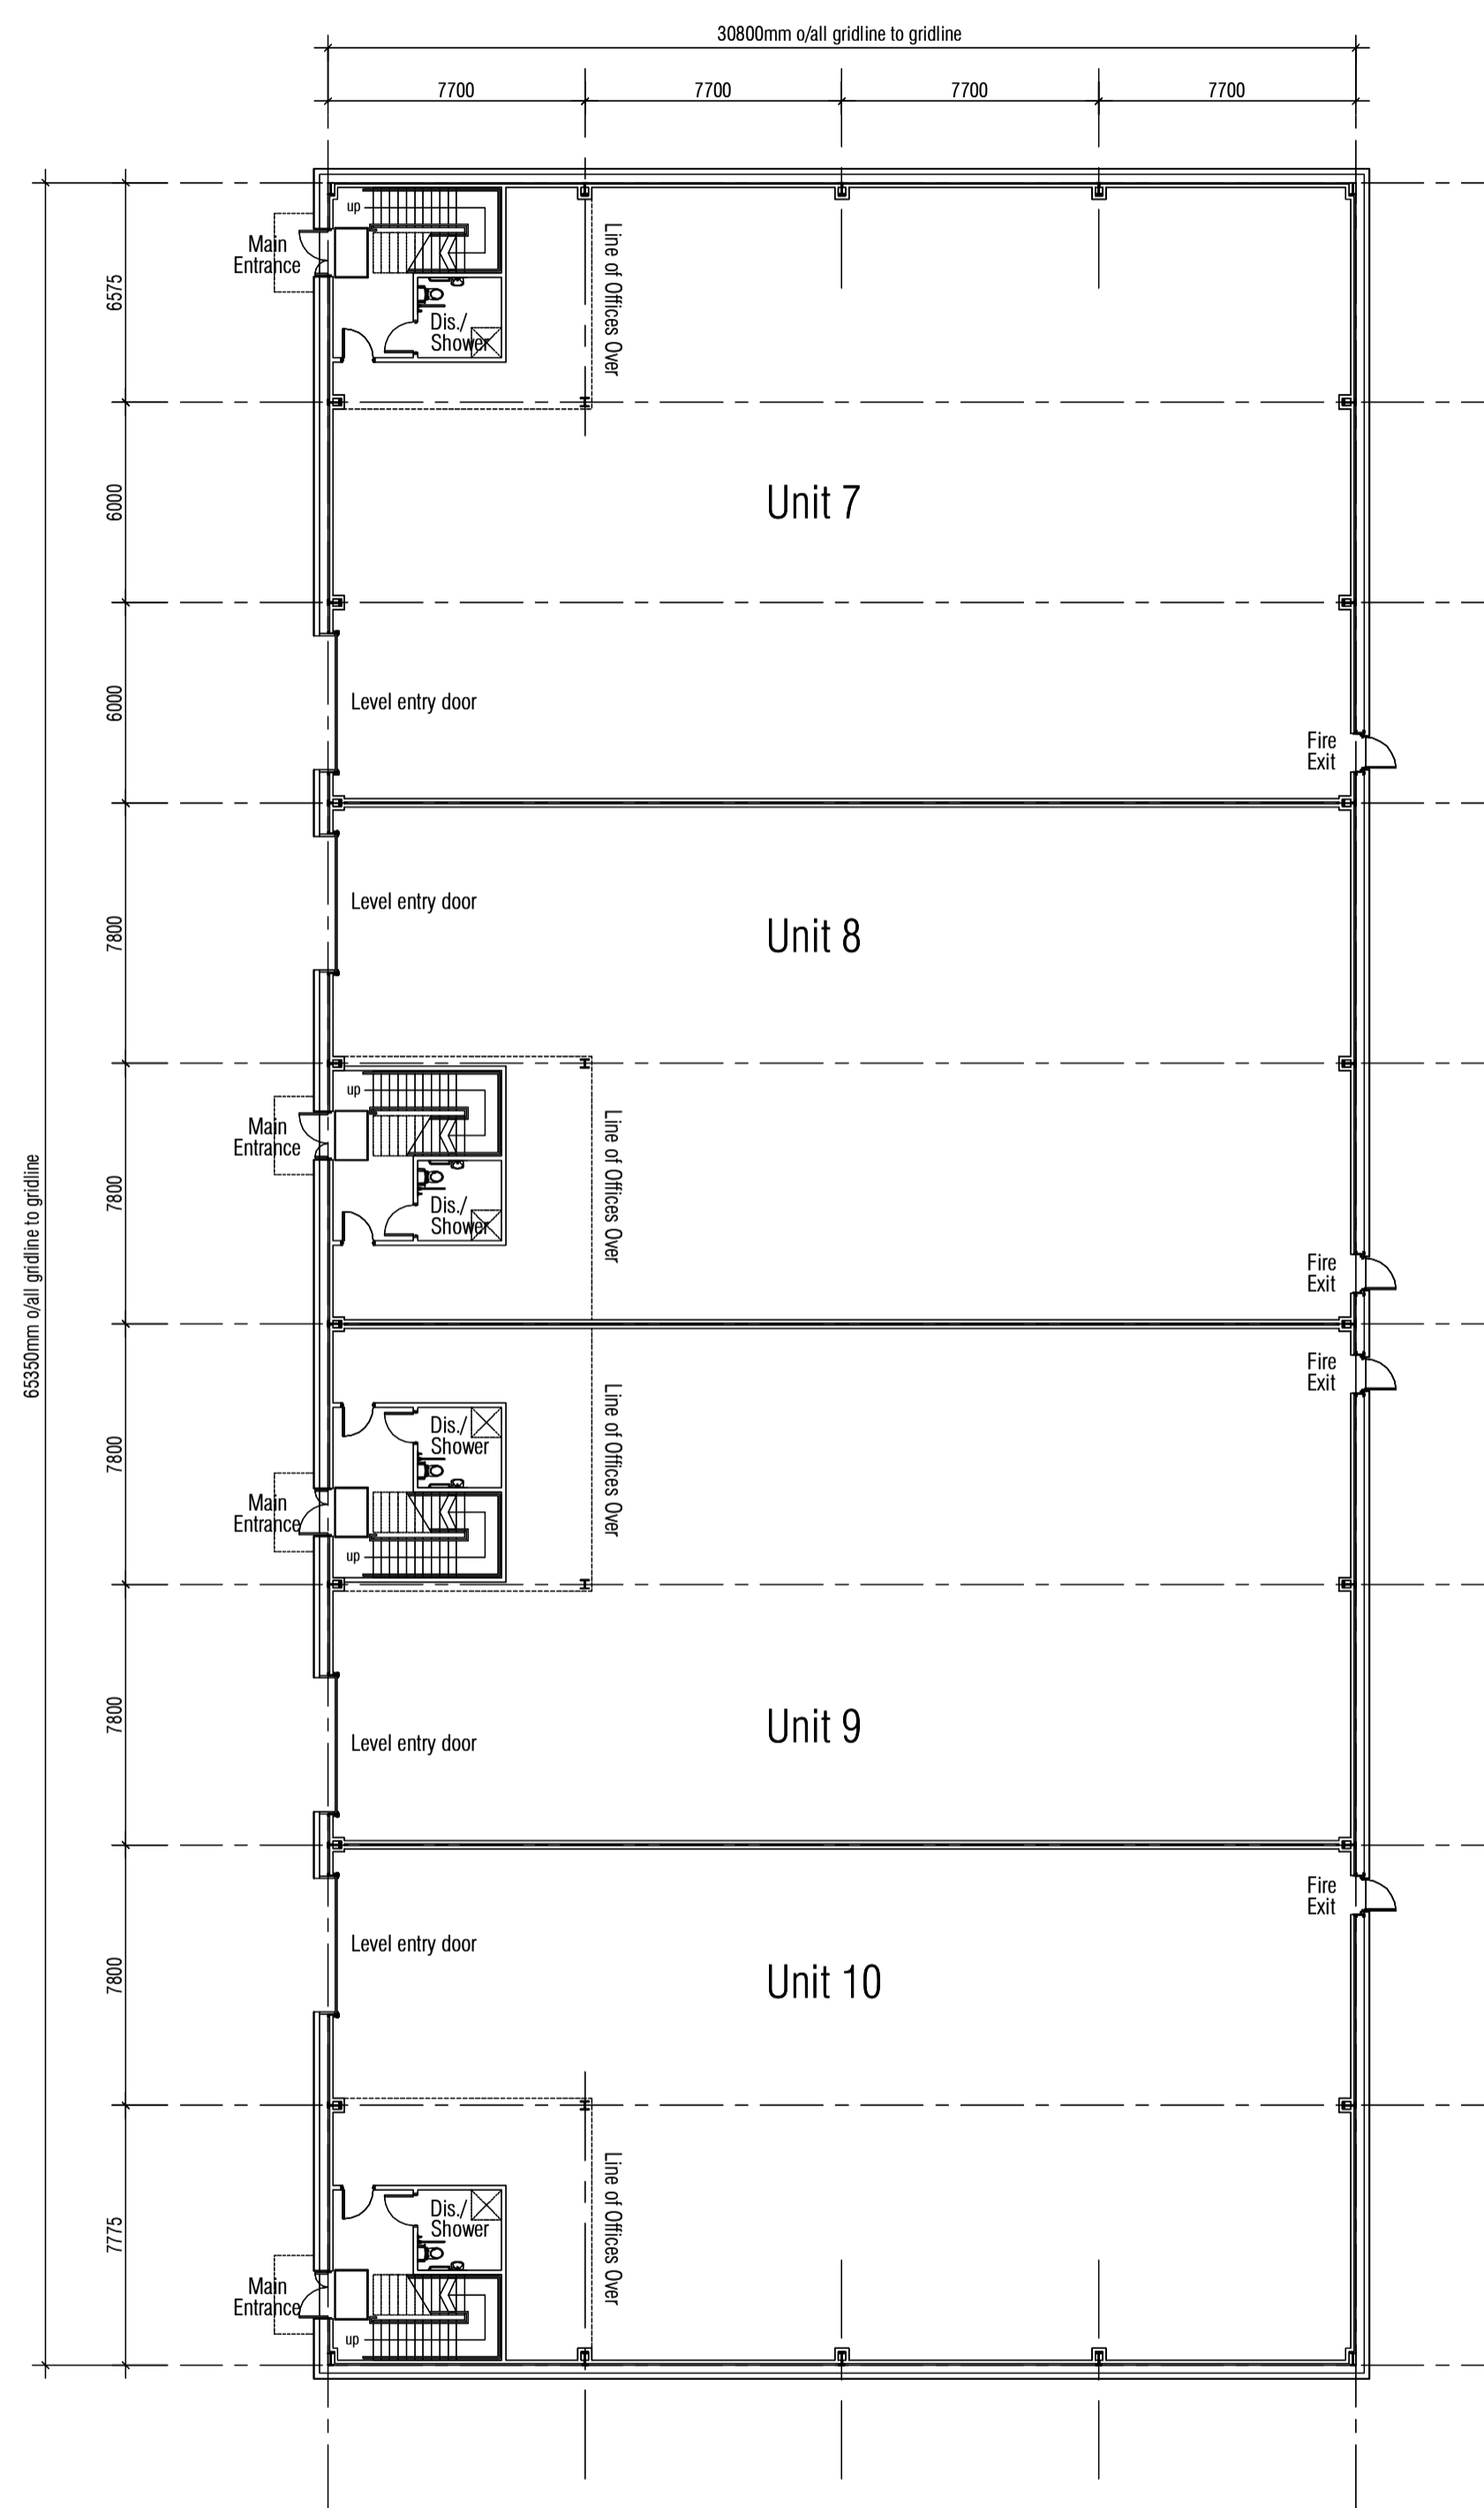 30800mm o/all gridline to gridline
7700
7700
7700
7700
65350mm o/all gridline to gridline
6575
6000
6000
7800
7800
7800
7800
7800
7775
up
Main
Entrance
Dis./
Shower
Line of Offices Over
Unit 7
Level entry door
Fire
Exit
Level entry door
Unit 8
up
Main
Entrance
Dis./
Shower
Line of Offices Over
Fire
Exit
Fire
Exit
Dis./
Shower
Line of Offices Over
Main
Entrance
up
Level entry door
Unit 9
Fire
Exit
Level entry door
Unit 10
Dis./
Shower
Line of Offices Over
Main
Entrance
up